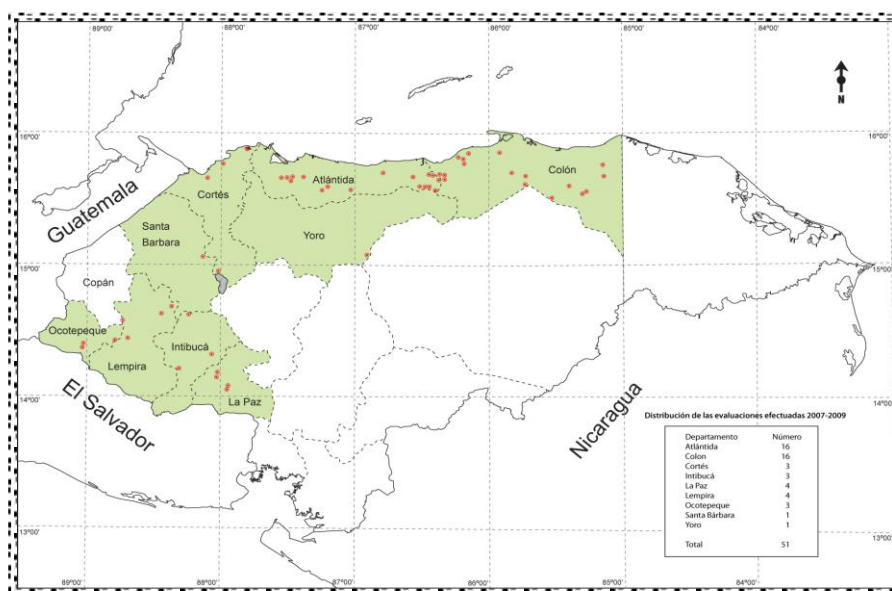 89°00' 88°00' 87°00' 86°00' 85°00' 84°00'
N
16°00' 16°00'
Guatemala
Cortés
Atlántida
Colón
Santa
Barbara
Yoro
15°00' 15°00'
Copán
Ocotepeque
Intibucá
Lempira
La Paz
14°00' 14°00'
El Salvador
Nicaragua
Distribución de las evaluaciones efectuadas 2007-2009
Departamento Número
Atlántida 16
Colon 16
Cortés 3
Intibucá 3
La Paz 4
Lempira 4
Ocotepeque 3
Santa Bárbara 1
Yoro 1
Total 51
13°00' 13°00'
89°00' 88°00' 87°00' 86°00' 85°00' 84°00'